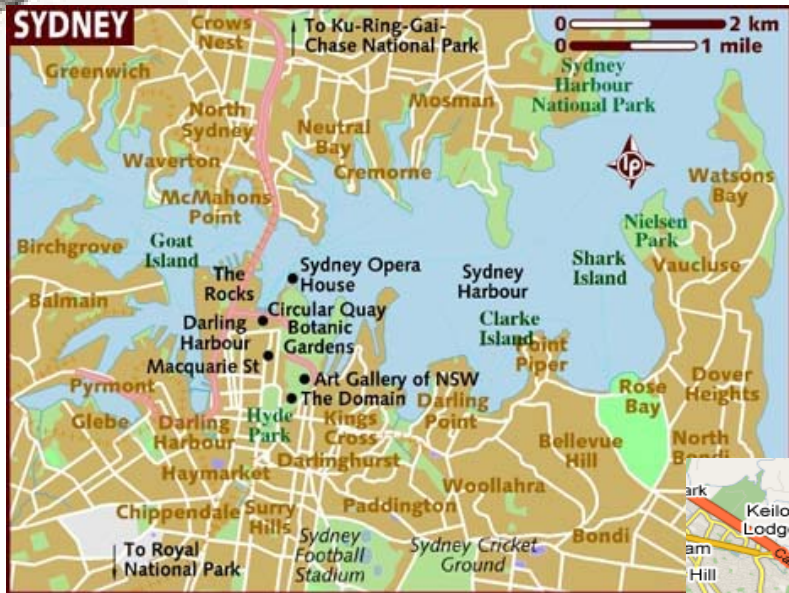 SYDNEY
Crows
Nest
To Ku-Ring-Gai-
Chase National Park
0 2 km
0 1 mile
Greenwich
Sydney
Harbour
National Park
Mosman
North
Sydney
Neutral
Bay
Waverton
Cremorne
Watsons
Bay
McMahons
Point
Nielsen
Park
Birchgrove
Goat
Island
Shark
Island
Vaucluse
The
Rocks
Sydney Opera
House
Sydney
Harbour
Balmain
Circular Quay
Darling
Harbour
Botanic
Gardens
Clarke
Island
Point
Piper
Macquarie St
Pyrmont
Art Gallery of NSW
Rose
Bay
Dover
Heights
The Domain
Darling
Point
Glebe
Darling
Harbour
Hyde
Park
Kings
Cross
Bellevue
Hill
North
Bondi
Haymarket
Darlinghurst
Woollahra
Chippendale
Surry
Hills
Paddington
Bondi
To Royal
National Park
Sydney
Football
Stadium
Sydney Cricket
Ground
ark
Keilo
Lodg
am
Hill
Ca